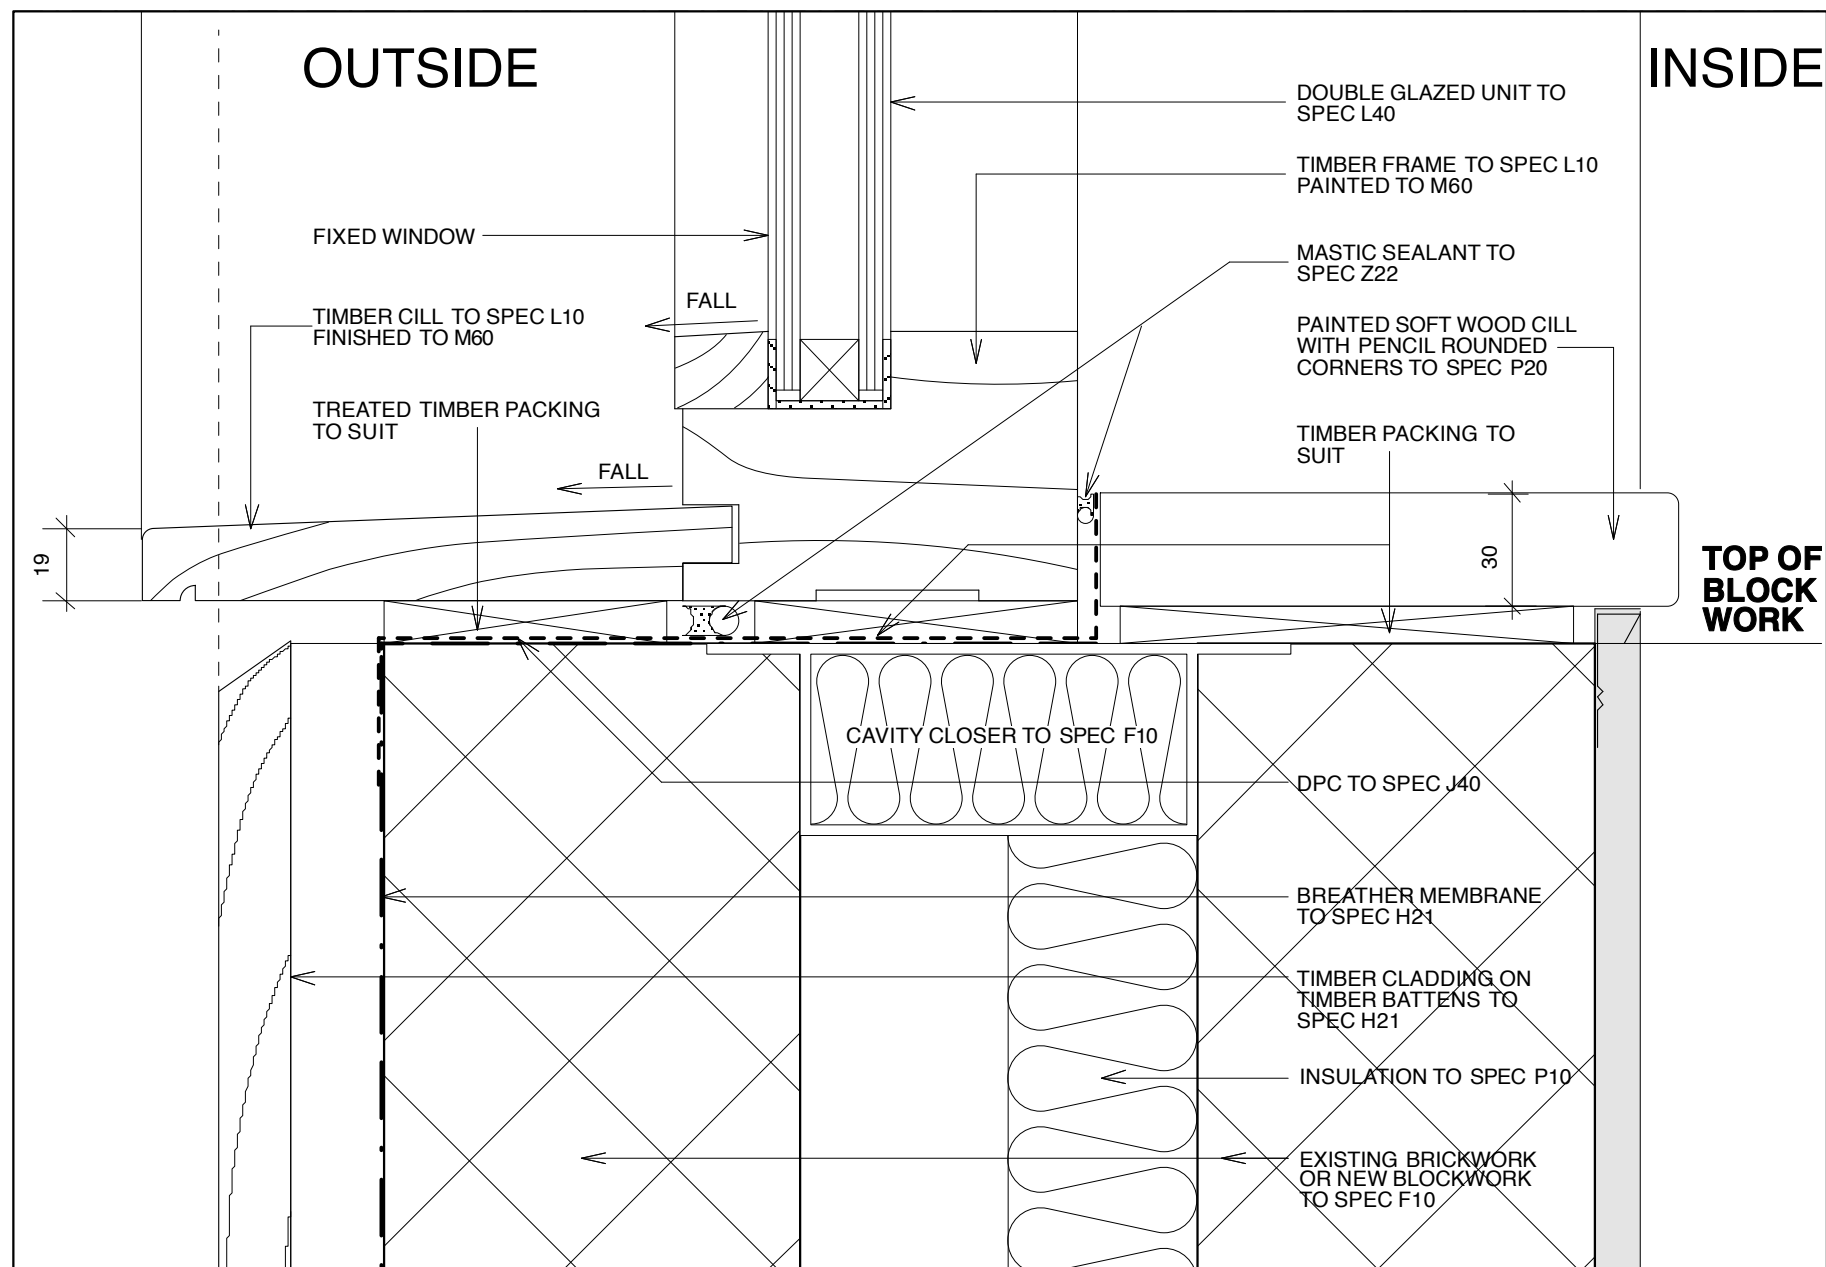 OUTSIDE
INSIDE
DOUBLE GLAZED UNIT TO
SPEC L40
TIMBER FRAME TO SPEC L10
PAINTED TO M60
FIXED WINDOW
MASTIC SEALANT TO
SPEC Z22
FALL
TIMBER CILL TO SPEC L10
FINISHED TO M60
PAINTED SOFT WOOD CILL
WITH PENCIL ROUNDED
CORNERS TO SPEC P20
TREATED TIMBER PACKING
TO SUIT
TIMBER PACKING TO
SUIT
FALL
19
30
TOP OF
BLOCK
WORK
CAVITY CLOSER TO SPEC F10
DPC TO SPEC J40
BREATHER MEMBRANE
TO SPEC H21
TIMBER CLADDING ON
TIMBER BATTENS TO
SPEC H21
INSULATION TO SPEC P10
EXISTING BRICKWORK
OR NEW BLOCKWORK
TO SPEC F10